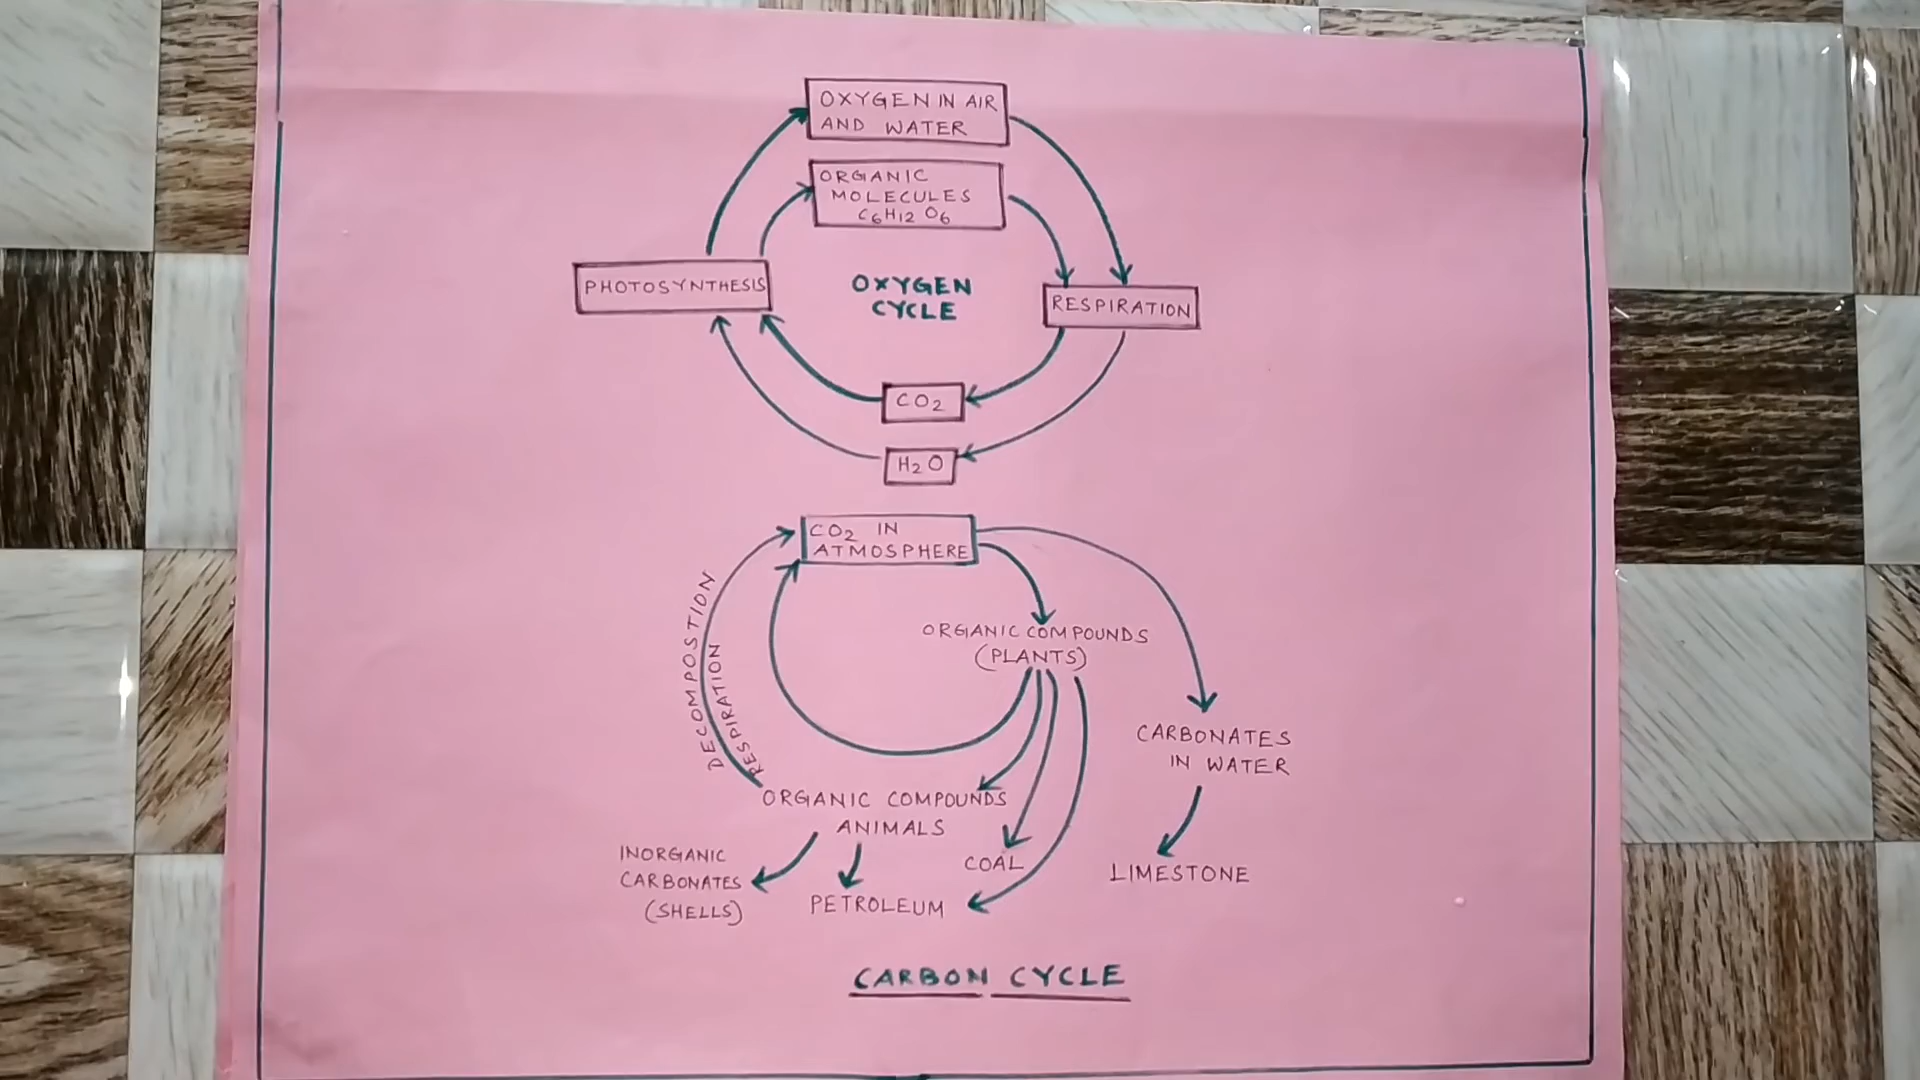 OXYGEN IN AIR
AND WATER
ORGANIC
MOLECULES
C6H12O6
PHOTOSYNTHESIS
OXYGEN
CYCLE
RESPIRATION
CO2
H2O
CO2 IN
ATMOSPHERE
DECOMPOSTION
RESPIRATION
ORGANIC COMPOUNDS
(PLANTS)
CARBONATES
IN WATER
ORGANIC COMPOUNDS
ANIMALS
INORGANIC
CARBONATES
(SHELLS)
PETROLEUM
COAL
LIMESTONE
CARBON CYCLE